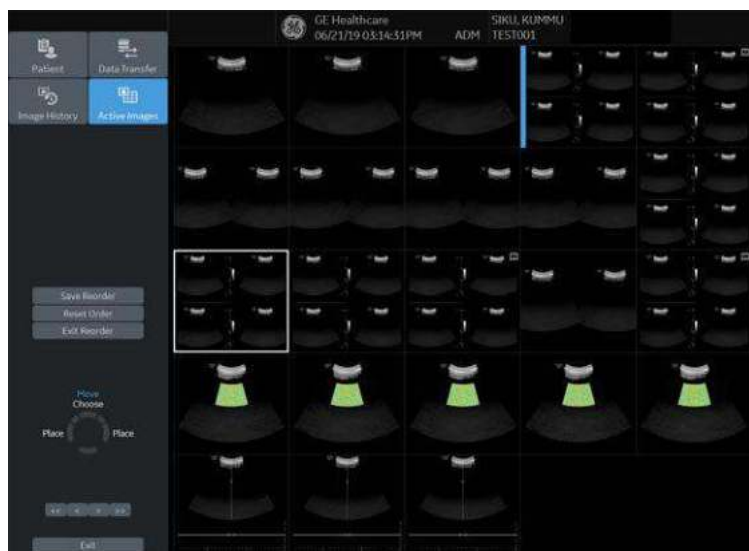 GE Healthcare
06/21/19 03:14:31PM
ADM
SIKU, KUMMU
TEST001
Patient
Data Transfer
Image History
Active Images
Save Reorder
Reset Order
Exit Reorder
Move
Choose
Place
Place
<<
<
>
>>
Exit